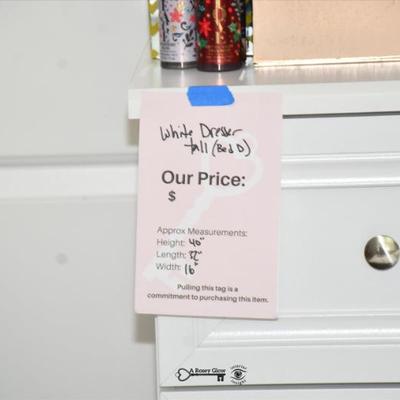 White Dresser
tall (Bed D)
Our Price:
$
Approx Measurements:
Height: 40"
Length:
Width: 16"
Pulling this tag is a
commitment to purchasing this item.
A Rosey Glow